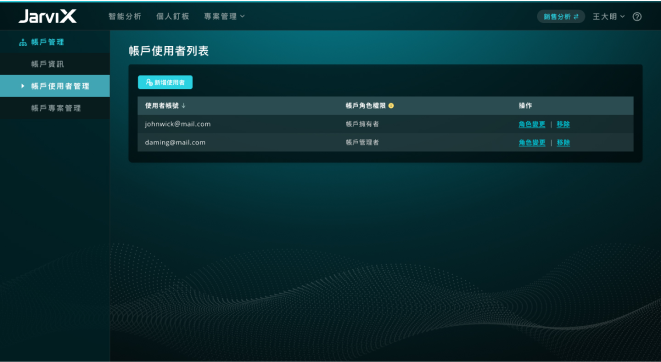 JarviX 智能分析 個人釘板 專案管理 銷售分析 王大明
帳戶管理
帳戶資訊
帳戶使用者管理
帳戶專案管理
帳戶使用者列表
新增使用者
使用者帳號 ↓ 帳戶角色權限 操作
johnwick@mail.com 帳戶擁有者 角色變更 | 移除
daming@mail.com 帳戶管理者 角色變更 | 移除